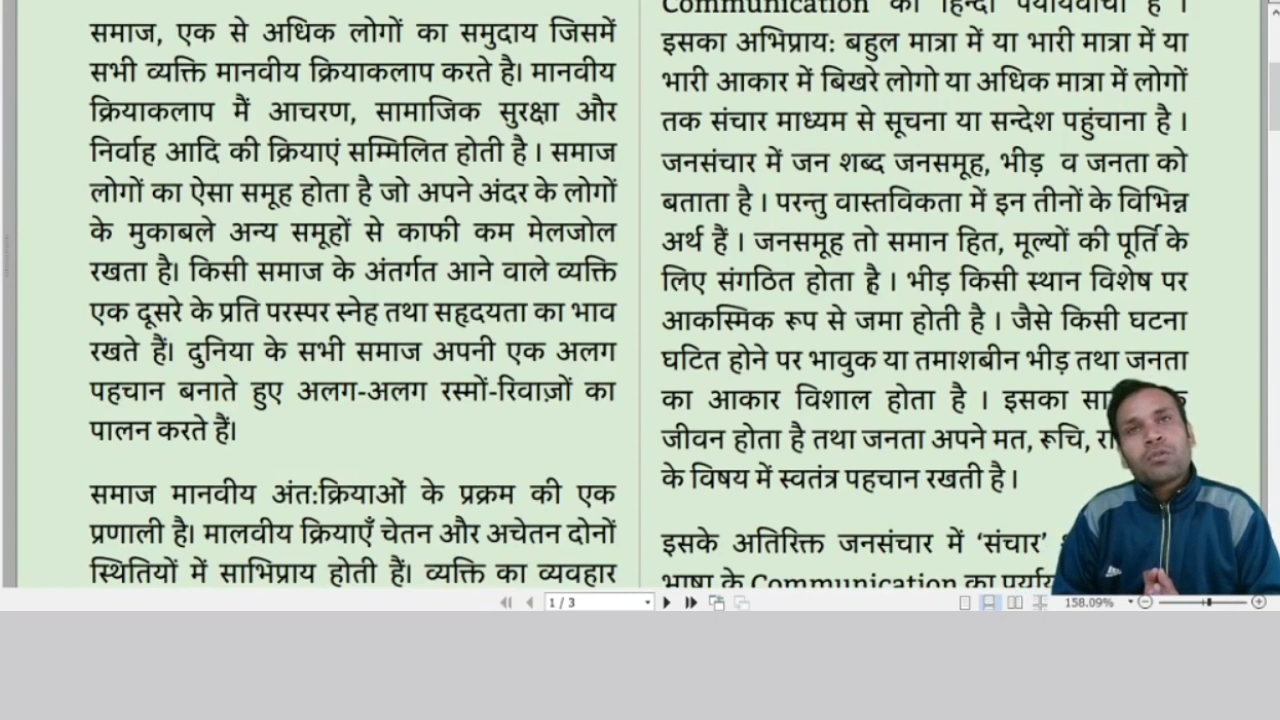 समाज, एक से अधिक लोगों का समुदाय जिसमें
सभी व्यक्ति मानवीय क्रियाकलाप करते है। मानवीय
क्रियाकलाप मैं आचरण, सामाजिक सुरक्षा और
निर्वाह आदि की क्रियाएं सम्मिलित होती है । समाज
लोगों का ऐसा समूह होता है जो अपने अंदर के लोगों
के मुकाबले अन्य समूहों से काफी कम मेलजोल
रखता है। किसी समाज के अंतर्गत आने वाले व्यक्ति
एक दूसरे के प्रति परस्पर स्नेह तथा सहृदयता का भाव
रखते हैं। दुनिया के सभी समाज अपनी एक अलग
पहचान बनाते हुए अलग-अलग रस्मों-रिवाज़ों का
पालन करते हैं।
समाज मानवीय अंत:क्रियाओं के प्रक्रम की एक
प्रणाली है। मालवीय क्रियाएँ चेतन और अचेतन दोनों
स्थितियों में साभिप्राय होती हैं। व्यक्ति का व्यवहार
Communication का हिन्दी पर्यायवाची है ।
इसका अभिप्राय: बहुल मात्रा में या भारी मात्रा में या
भारी आकार में बिखरे लोगो या अधिक मात्रा में लोगों
तक संचार माध्यम से सूचना या सन्देश पहुंचाना है ।
जनसंचार में जन शब्द जनसमूह, भीड़ व जनता को
बताता है । परन्तु वास्तविकता में इन तीनों के विभिन्न
अर्थ हैं । जनसमूह तो समान हित, मूल्यों की पूर्ति के
लिए संगठित होता है । भीड़ किसी स्थान विशेष पर
आकस्मिक रूप से जमा होती है । जैसे किसी घटना
घटित होने पर भावुक या तमाशबीन भीड़ तथा जनता
का आकार विशाल होता है । इसका
जीवन होता है तथा जनता अपने मत, रूचि,
के विषय में स्वतंत्र पहचान रखती है ।
इसके अतिरिक्त जनसंचार में ‘संचार’
भाषा के Communication का
1 / 3
158.09%